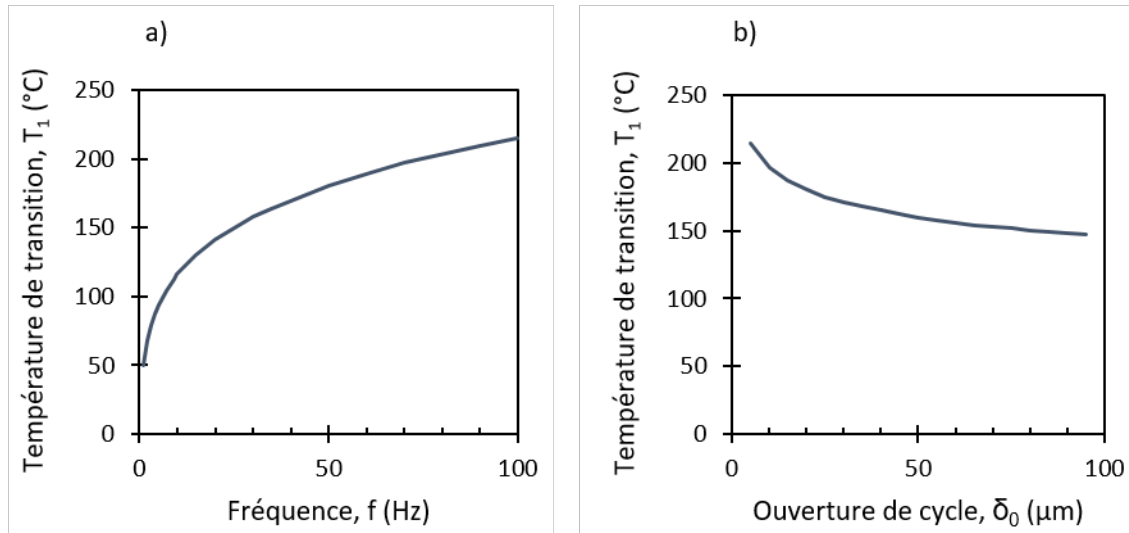 a)
Température de transition, T₁ (°C)
250
200
150
100
50
0
0 50 100
Fréquence, f (Hz)
b)
Température de transition, T₁ (°C)
250
200
150
100
50
0
0 50 100
Ouverture de cycle, δ₀ (µm)